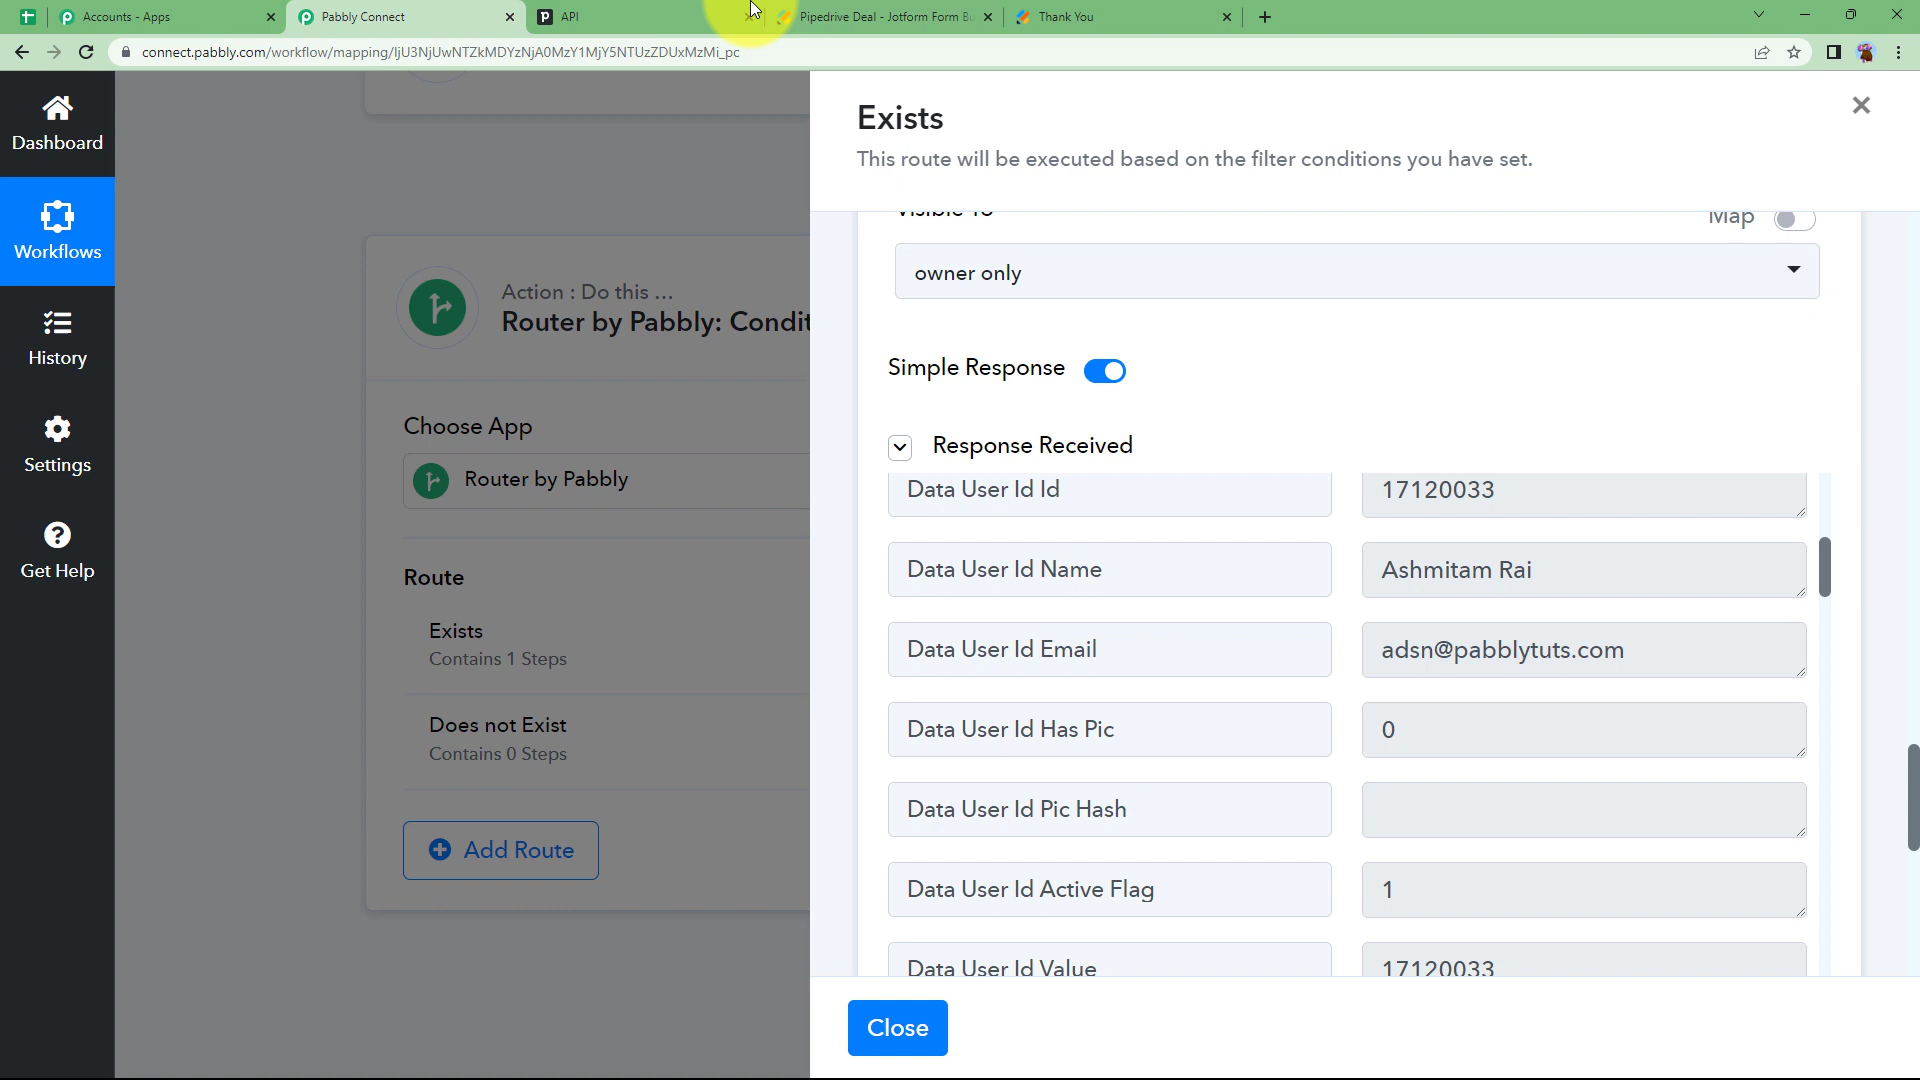 Accounts - Apps
Pabbly Connect
API
Pipedrive Deal - Jotform Form Bu
Thank You
connect.pabbly.com/workflow/mapping/IjU3NjUwNTZkMDYzNjA0MzY1MjY5NTUzZDUxMzMi_pc
Dashboard
Workflows
History
Settings
Get Help
Action : Do this ...
Router by Pabbly: Condit
Choose App
Router by Pabbly
Route
Exists
Contains 1 Steps
Does not Exist
Contains 0 Steps
Add Route
Exists
This route will be executed based on the filter conditions you have set.
Visible To
Map
owner only
Simple Response
Response Received
Data User Id Id
17120033
Data User Id Name
Ashmitam Rai
Data User Id Email
adsn@pabblytuts.com
Data User Id Has Pic
0
Data User Id Pic Hash
Data User Id Active Flag
1
Data User Id Value
17120033
Close